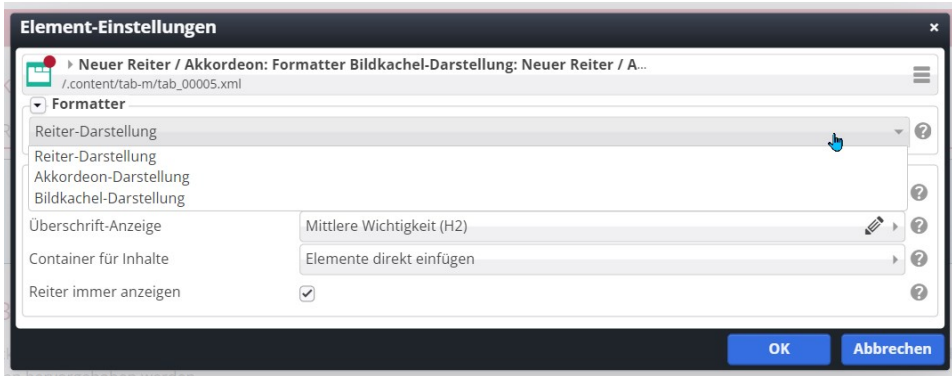 Element-Einstellungen
Neuer Reiter / Akkordeon: Formatter Bildkachel-Darstellung: Neuer Reiter / A...
/.content/tab-m/tab_00005.xml
Formatter
Reiter-Darstellung
Reiter-Darstellung
Akkordeon-Darstellung
Bildkachel-Darstellung
Überschrift-Anzeige Mittlere Wichtigkeit (H2)
Container für Inhalte Elemente direkt einfügen
Reiter immer anzeigen
OK Abbrechen